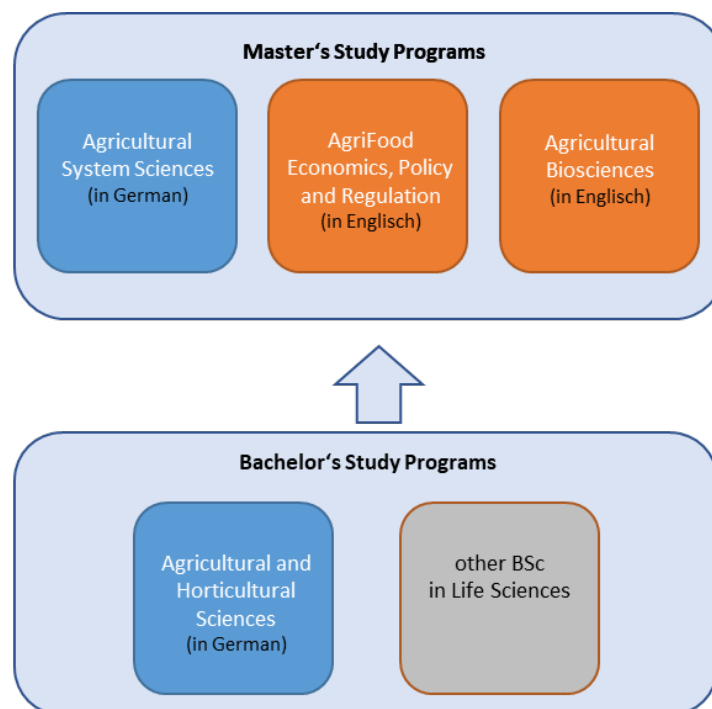 Master‘s Study Programs
Agricultural
System Sciences
(in German)
AgriFood
Economics, Policy
and Regulation
(in Englisch)
Agricultural
Biosciences
(in Englisch)
Bachelor‘s Study Programs
Agricultural and
Horticultural
Sciences
(in German)
other BSc
in Life Sciences